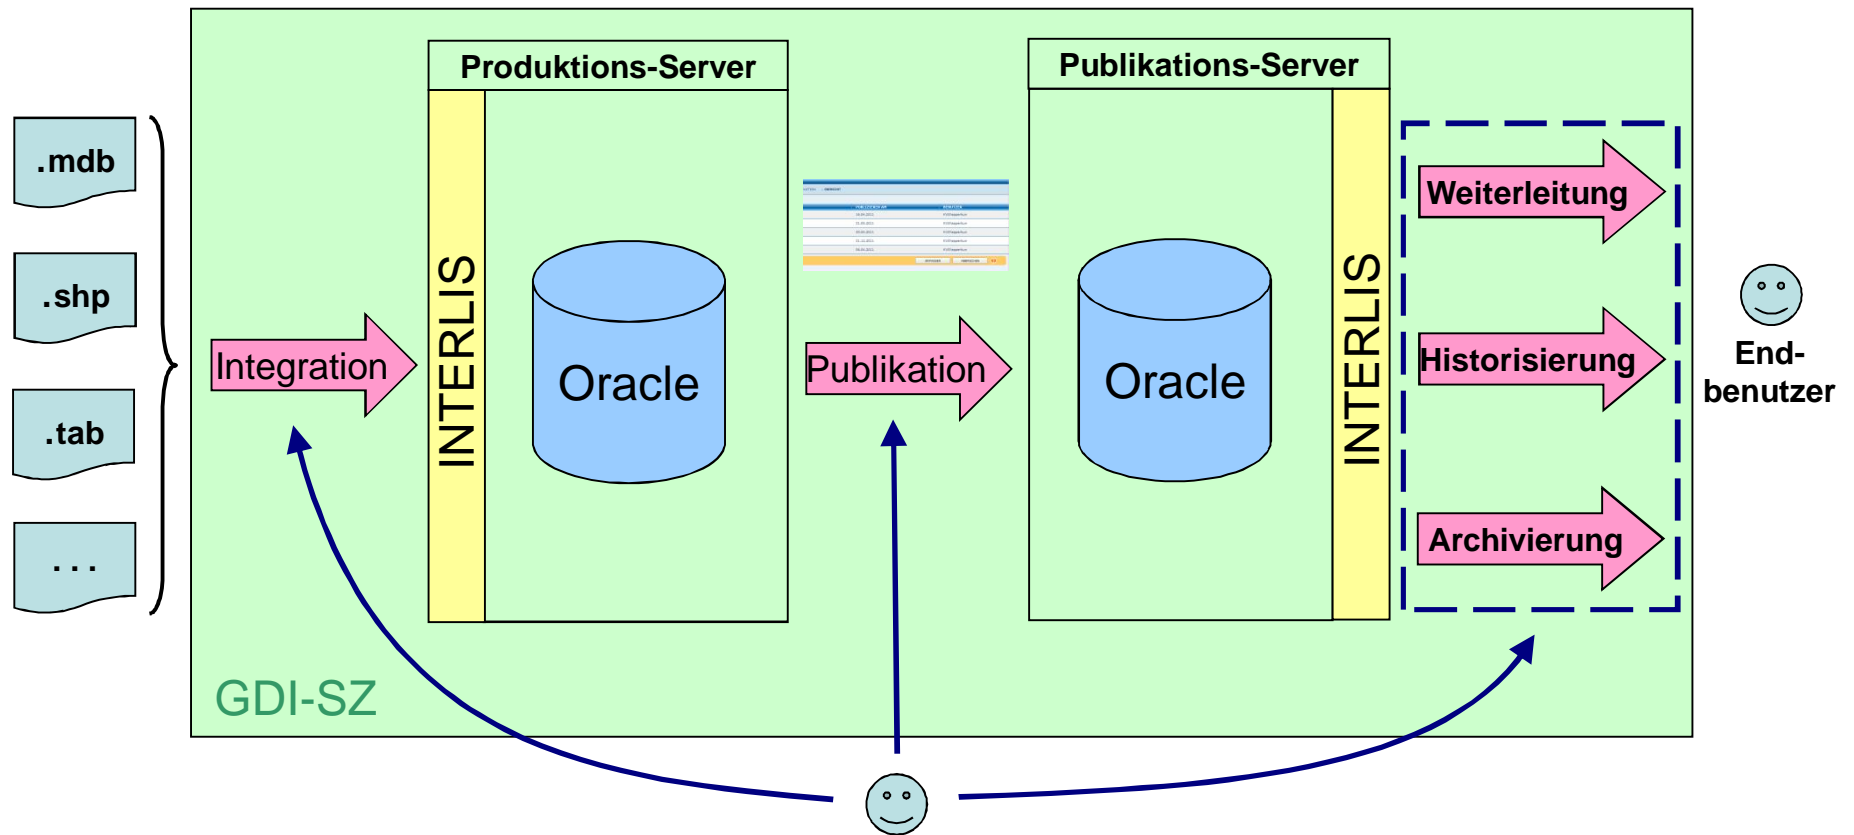 Produktions-Server
Publikations-Server
.mdb
.shp
.tab
. . .
Integration
INTERLIS
Oracle
Publikation
Oracle
INTERLIS
Weiterleitung
Historisierung
Archivierung
End-
benutzer
GDI-SZ